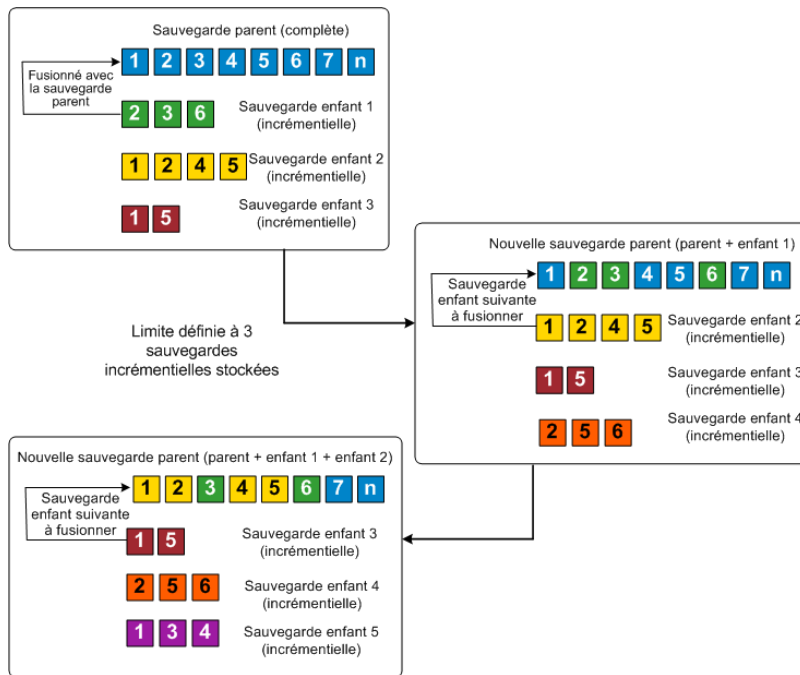 Sauvegarde parent (complète)
1 2 3 4 5 6 7 n
Fusionné avec
la sauvegarde
parent
2 3 6
Sauvegarde enfant 1
(incrémentielle)
1 2 4 5
Sauvegarde enfant 2
(incrémentielle)
1 5
Sauvegarde enfant 3
(incrémentielle)
Limite définie à 3
sauvegardes
incrémentielles stockées
Nouvelle sauvegarde parent (parent + enfant 1)
1 2 3 4 5 6 7 n
Sauvegarde
enfant suivante
à fusionner
1 2 4 5
Sauvegarde enfant 2
(incrémentielle)
1 5
Sauvegarde enfant 3
(incrémentielle)
2 5 6
Sauvegarde enfant 4
(incrémentielle)
Nouvelle sauvegarde parent (parent + enfant 1 + enfant 2)
1 2 3 4 5 6 7 n
Sauvegarde
enfant suivante
à fusionner
1 5
Sauvegarde enfant 3
(incrémentielle)
2 5 6
Sauvegarde enfant 4
(incrémentielle)
1 3 4
Sauvegarde enfant 5
(incrémentielle)